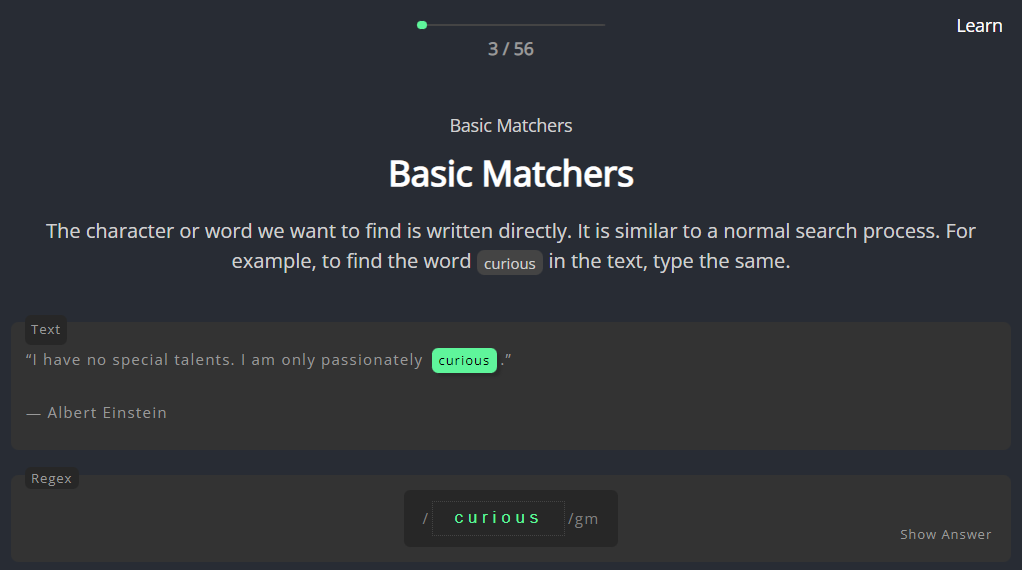 Learn
3 / 56
Basic Matchers
Basic Matchers
The character or word we want to find is written directly. It is similar to a normal search process. For
example, to find the word curious in the text, type the same.
Text
“I have no special talents. I am only passionately curious.”
— Albert Einstein
Regex
/curious/gm
Show Answer